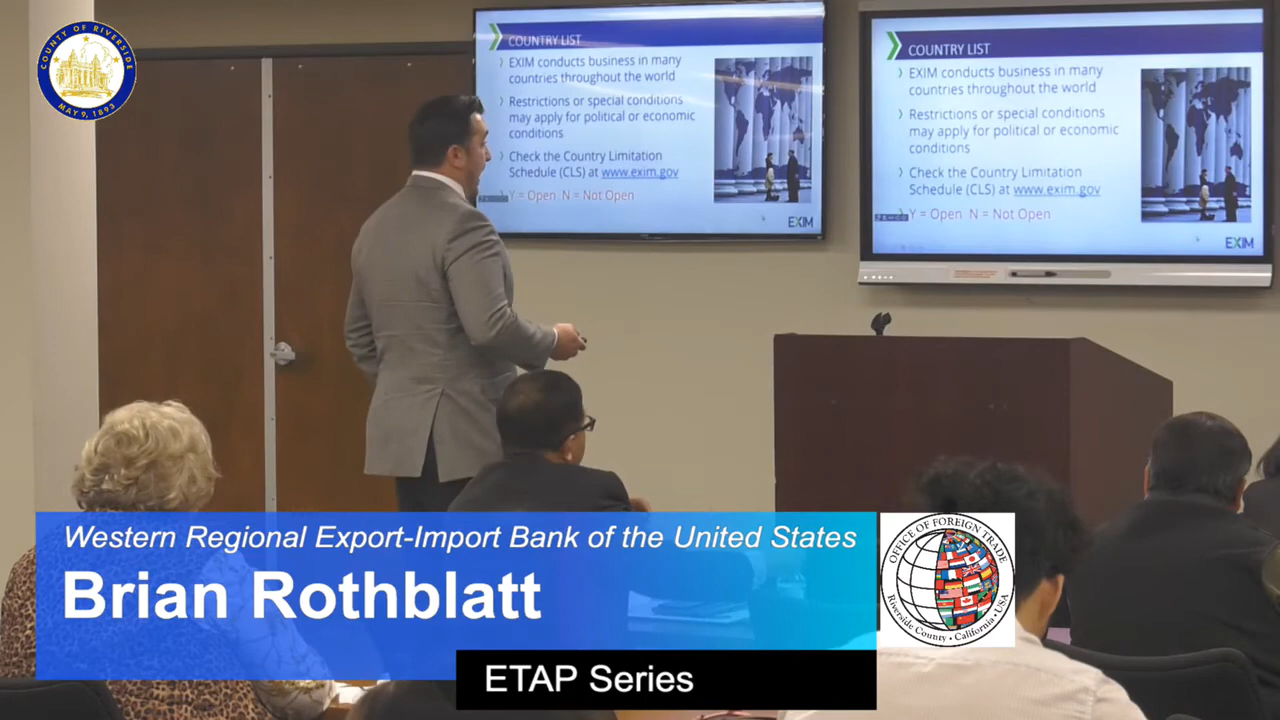 COUNTY OF RIVERSIDE
MAY 9, 1893
COUNTRY LIST
EXIM conducts business in many
countries throughout the world
Restrictions or special conditions
may apply for political or economic
conditions
Check the Country Limitation
Schedule (CLS) at www.exim.gov
Y = Open N = Not Open
EXIM
COUNTRY LIST
EXIM conducts business in many
countries throughout the world
Restrictions or special conditions
may apply for political or economic
conditions
Check the Country Limitation
Schedule (CLS) at www.exim.gov
Y = Open N = Not Open
EXIM
Western Regional Export-Import Bank of the United States
Brian Rothblatt
ETAP Series
OFFICE OF FOREIGN TRADE
Riverside County • California • USA